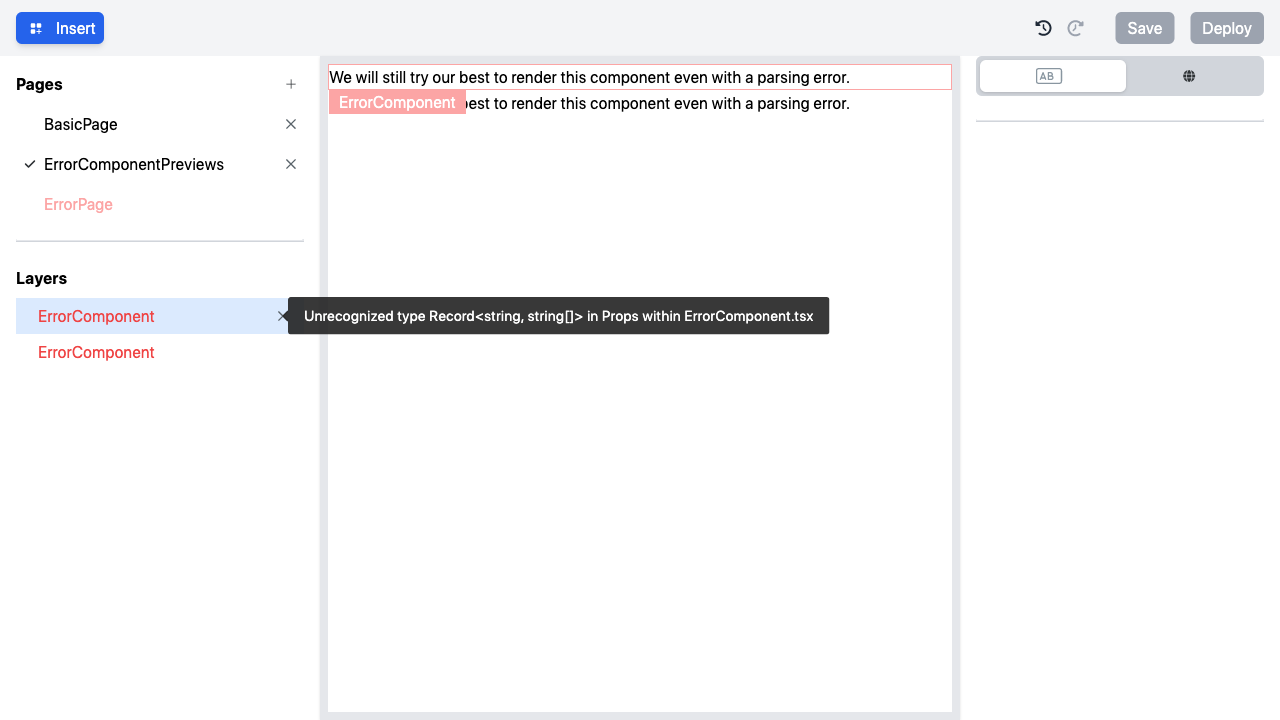 Insert
Save
Deploy
Pages
BasicPage
ErrorComponentPreviews
ErrorPage
Layers
ErrorComponent
ErrorComponent
We will still try our best to render this component even with a parsing error.
ErrorComponent
best to render this component even with a parsing error.
Unrecognized type Record<string, string[]> in Props within ErrorComponent.tsx
AB